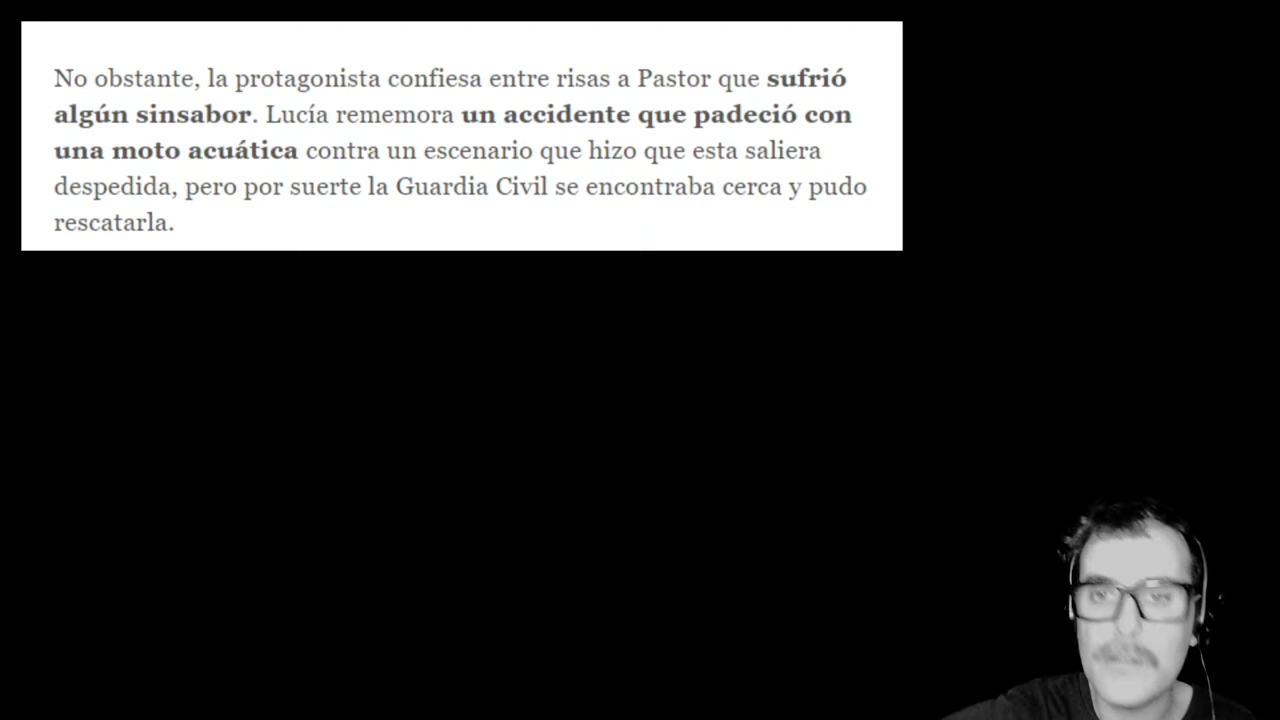 No obstante, la protagonista confiesa entre risas a Pastor que sufrió
algún sinsabor. Lucía rememora un accidente que padeció con
una moto acuática contra un escenario que hizo que esta saliera
despedida, pero por suerte la Guardia Civil se encontraba cerca y pudo
rescatarla.